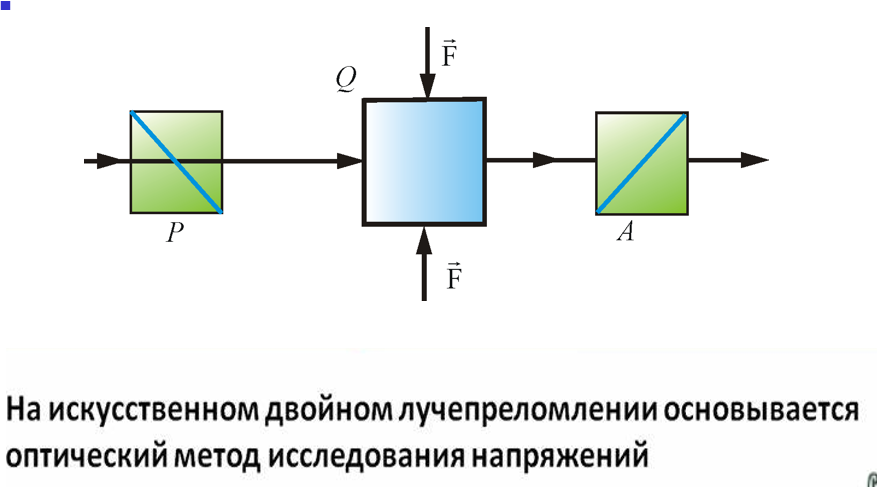 F
Q
P
A
F
На искусственном двойном лучепреломлении основывается
оптический метод исследования напряжений